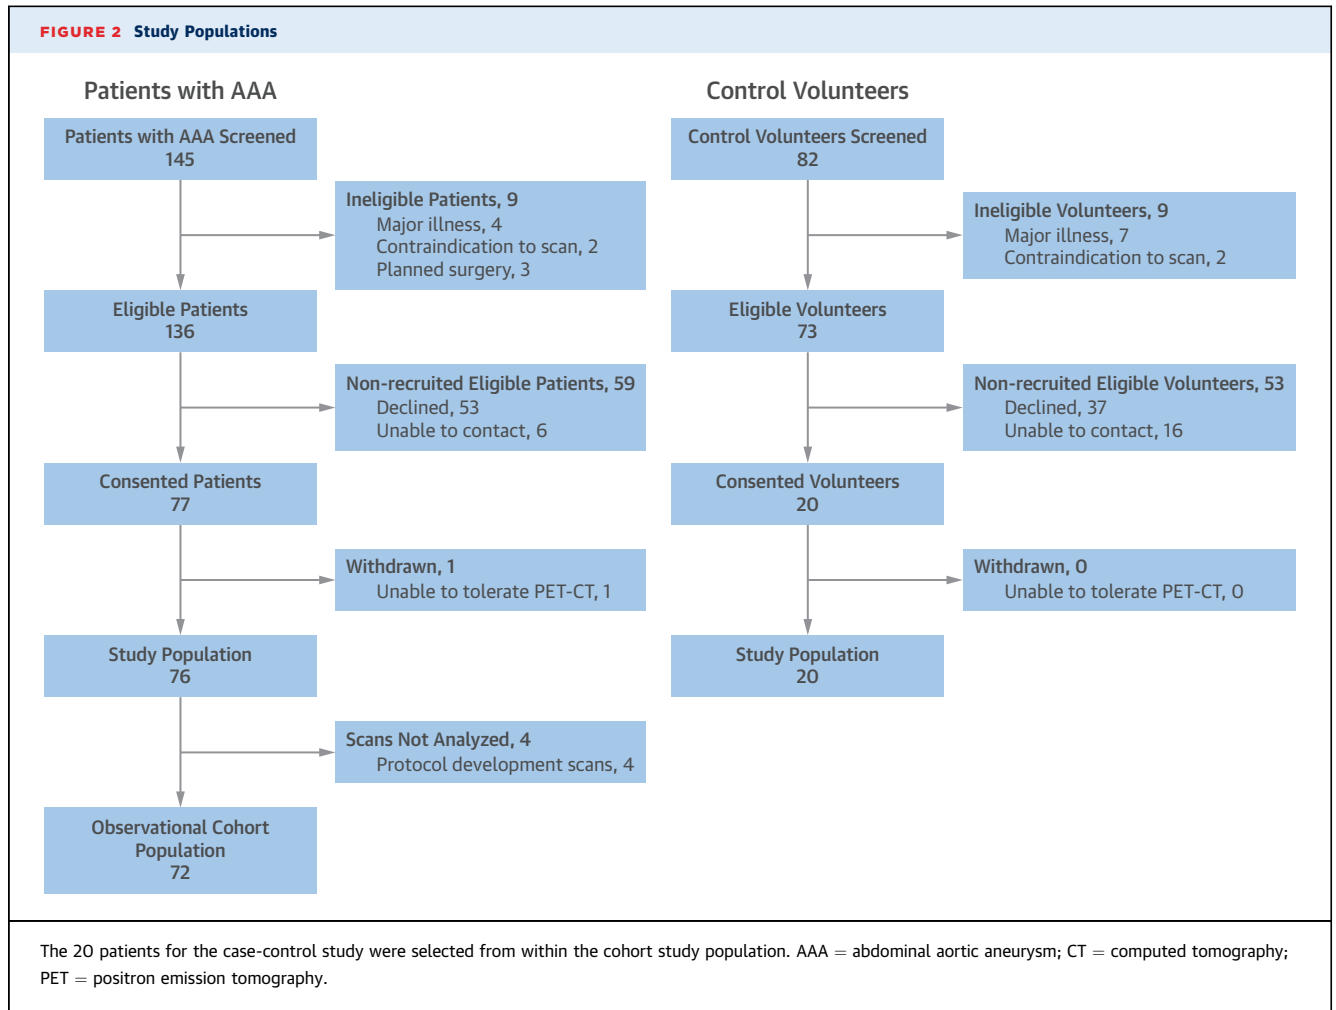 FIGURE 2 Study Populations
Patients with AAA
Patients with AAA Screened
145
Ineligible Patients, 9
Major illness, 4
Contraindication to scan, 2
Planned surgery, 3
Eligible Patients
136
Non-recruited Eligible Patients, 59
Declined, 53
Unable to contact, 6
Consented Patients
77
Withdrawn, 1
Unable to tolerate PET-CT, 1
Study Population
76
Scans Not Analyzed, 4
Protocol development scans, 4
Observational Cohort
Population
72
Control Volunteers
Control Volunteers Screened
82
Ineligible Volunteers, 9
Major illness, 7
Contraindication to scan, 2
Eligible Volunteers
73
Non-recruited Eligible Volunteers, 53
Declined, 37
Unable to contact, 16
Consented Volunteers
20
Withdrawn, 0
Unable to tolerate PET-CT, 0
Study Population
20
The 20 patients for the case-control study were selected from within the cohort study population. AAA = abdominal aortic aneurysm; CT = computed tomography;
PET = positron emission tomography.